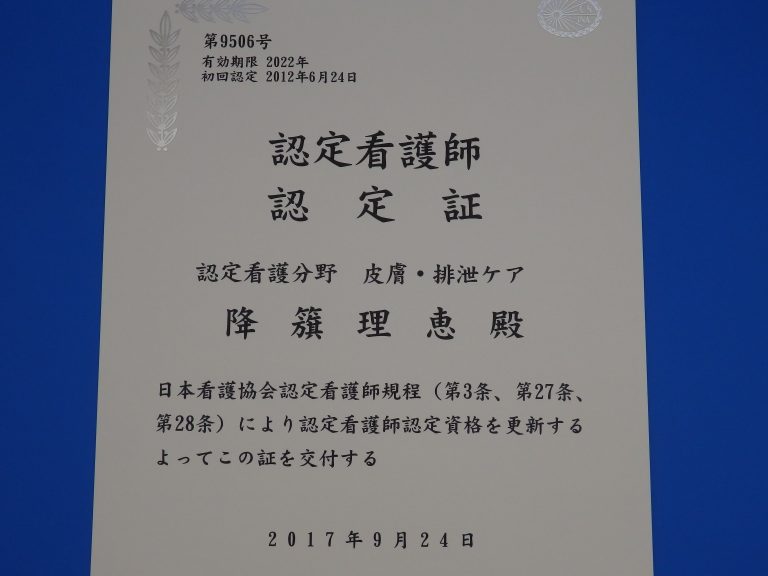 第9506号
有効期限 2022年
初回認定 2012年6月24日
認定看護師
認 定 証
認定看護分野 皮膚・排泄ケア
降 籏 理 恵 殿
日本看護協会認定看護師規程（第3条、第27条、
第28条）により認定看護師認定資格を更新する
よってこの証を交付する
2017年9月24日